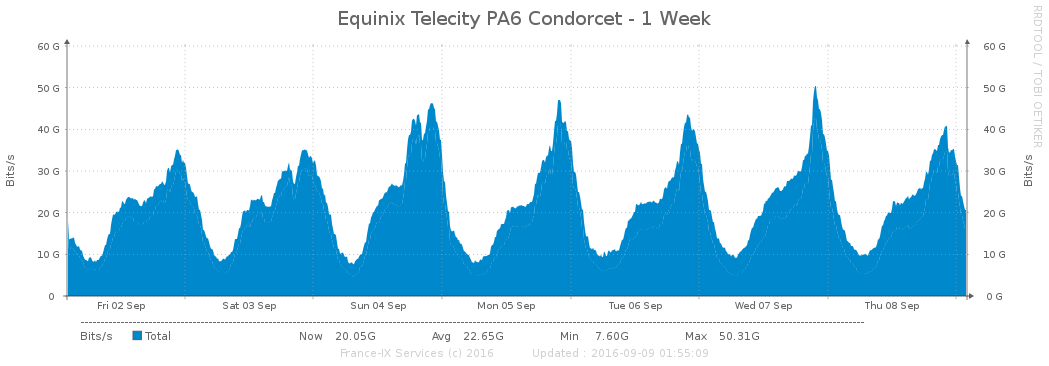 Equinix Telecity PA6 Condorcet - 1 Week
RRDTOOL / TOBI OETIKER
60 G 60 G
50 G 50 G
40 G 40 G
30 G 30 G
20 G 20 G
10 G 10 G
0 0 G
Bits/s
Bits/s
Fri 02 Sep Sat 03 Sep Sun 04 Sep Mon 05 Sep Tue 06 Sep Wed 07 Sep Thu 08 Sep
Bits/s Total Now 20.05G Avg 22.65G Min 7.60G Max 50.31G
France-IX Services (c) 2016 Updated : 2016-09-09 01:55:09